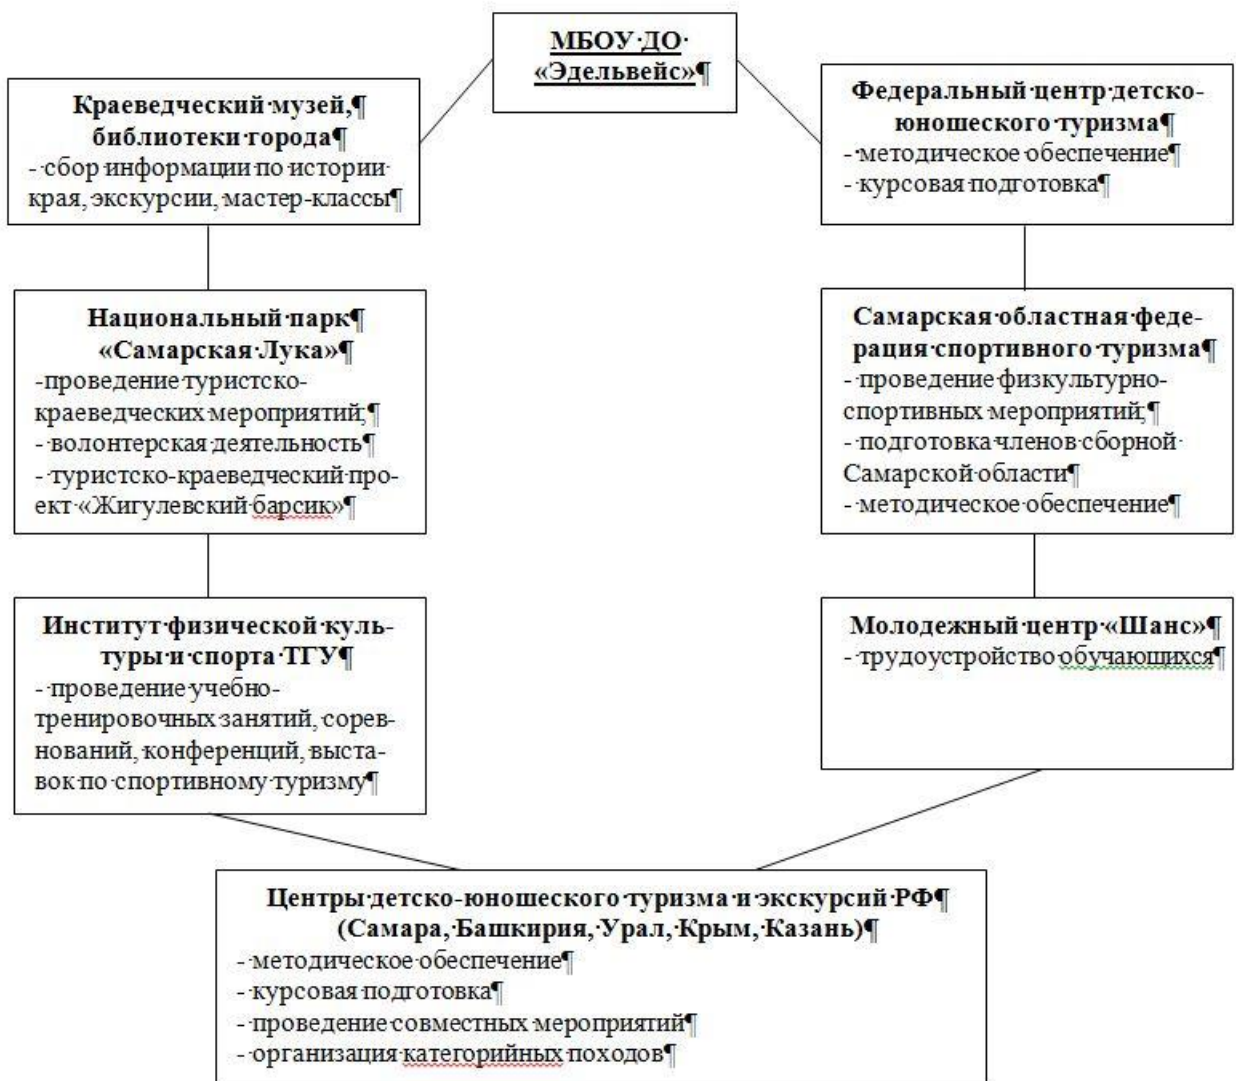 МБОУ ДО
«Эдельвейс»¶
Краеведческий музей,¶
библиотеки города¶
- сбор информации по истории
края, экскурсии, мастер-классы¶
Федеральный центр детско-
юношеского туризма¶
- методическое обеспечение¶
- курсовая подготовка¶
Национальный парк¶
«Самарская Лука»¶
-проведение туристско-
краеведческих мероприятий;¶
- волонтерская деятельность¶
- туристско-краеведческий про-
ект «Жигулевский барсик»¶
Самарская областная феде-
рация спортивного туризма¶
- проведение физкультурно-
спортивных мероприятий;¶
- подготовка членов сборной
Самарской области¶
- методическое обеспечение¶
Институт физической куль-
туры и спорта ТГУ¶
- проведение учебно-
тренировочных занятий, сорев-
нований, конференций, выста-
вок по спортивному туризму¶
Молодежный центр «Шанс»¶
- трудоустройство обучающихся¶
Центры детско-юношеского туризма и экскурсий РФ¶
(Самара, Башкирия, Урал, Крым, Казань)¶
- методическое обеспечение¶
- курсовая подготовка¶
- проведение совместных мероприятий¶
- организация категорийных походов¶